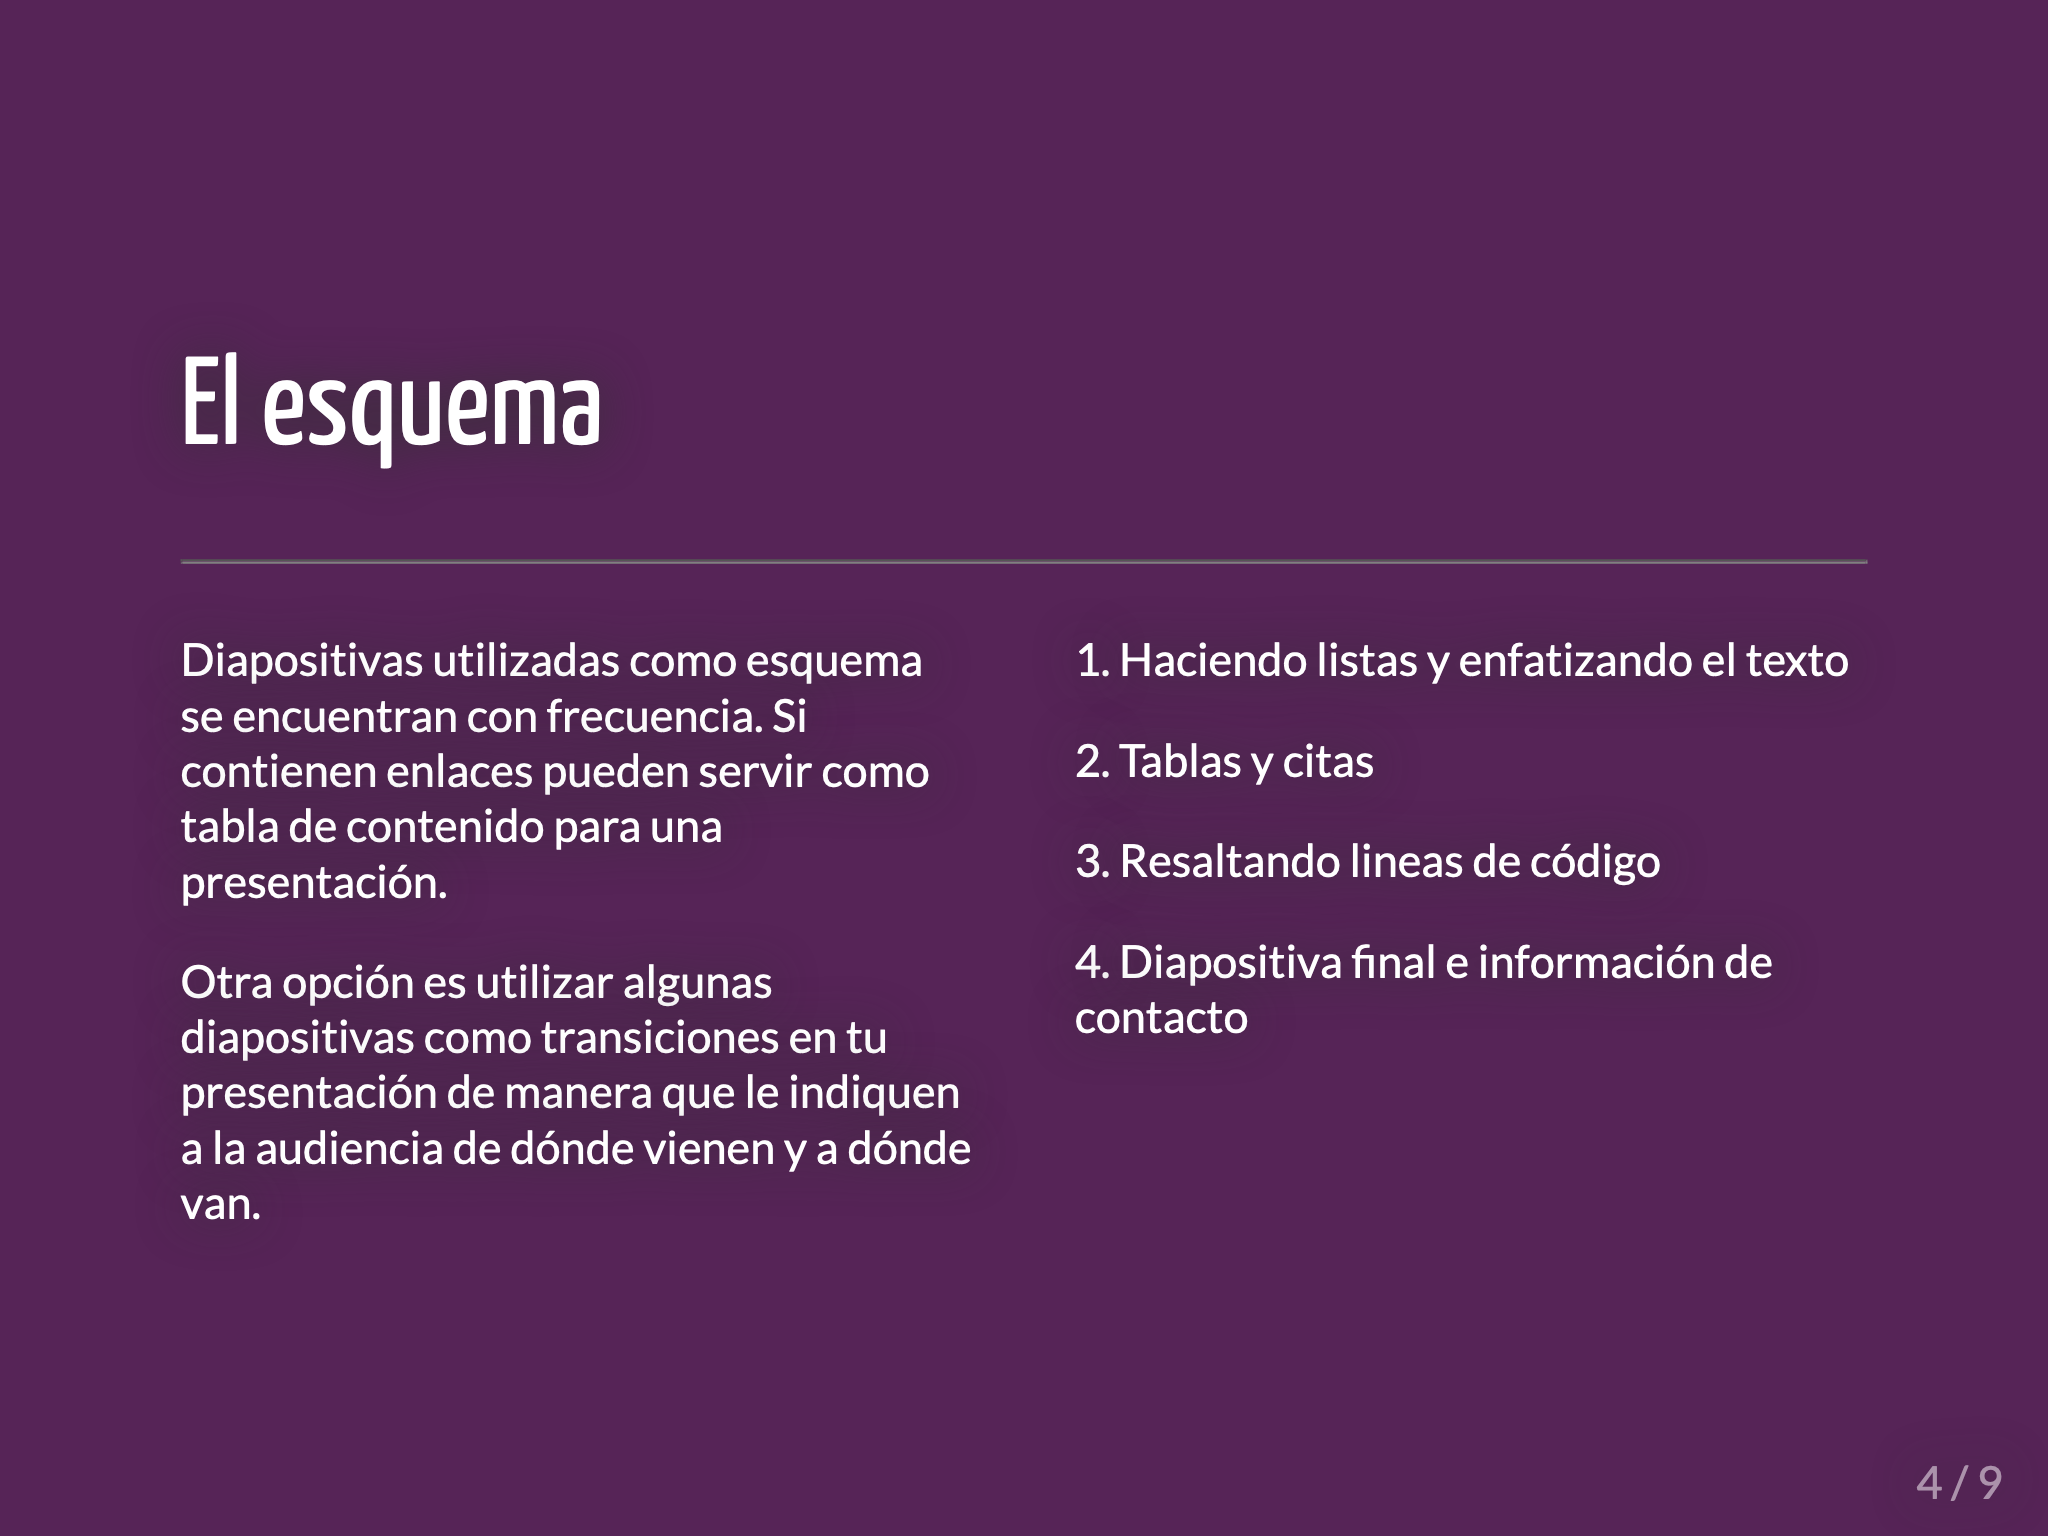 El esquema
Diapositivas utilizadas como esquema
se encuentran con frecuencia. Si
contienen enlaces pueden servir como
tabla de contenido para una
presentación.
Otra opción es utilizar algunas
diapositivas como transiciones en tu
presentación de manera que le indiquen
a la audiencia de dónde vienen y a dónde
van.
1. Haciendo listas y enfatizando el texto
2. Tablas y citas
3. Resaltando lineas de código
4. Diapositiva final e información de
contacto
4 / 9